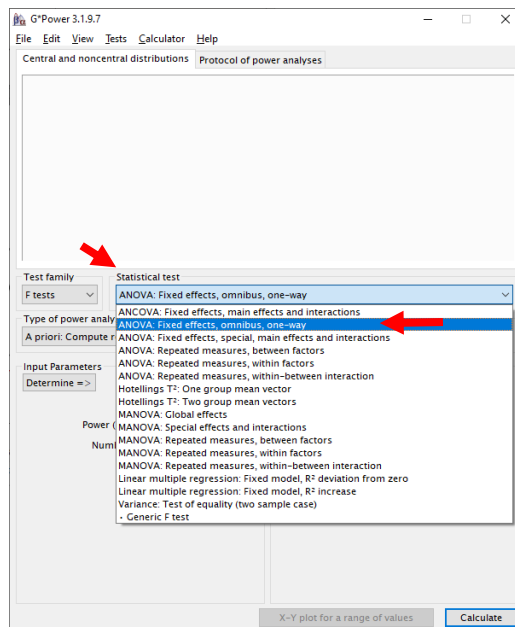 G*Power 3.1.9.7
File Edit View Tests Calculator Help
Central and noncentral distributions Protocol of power analyses
Test family Statistical test
F tests ANOVA: Fixed effects, omnibus, one-way
ANCOVA: Fixed effects, main effects and interactions
ANOVA: Fixed effects, omnibus, one-way
ANOVA: Fixed effects, special, main effects and interactions
ANOVA: Repeated measures, between factors
ANOVA: Repeated measures, within factors
ANOVA: Repeated measures, within-between interaction
Hotellings T²: One group mean vector
Hotellings T²: Two group mean vectors
MANOVA: Global effects
MANOVA: Special effects and interactions
MANOVA: Repeated measures, between factors
MANOVA: Repeated measures, within factors
MANOVA: Repeated measures, within-between interaction
Linear multiple regression: Fixed model, R² deviation from zero
Linear multiple regression: Fixed model, R² increase
Variance: Test of equality (two sample case)
• Generic F test
Type of power analy
A priori: Compute r
Input Parameters
Determine =>
Power (
Num
X-Y plot for a range of values Calculate